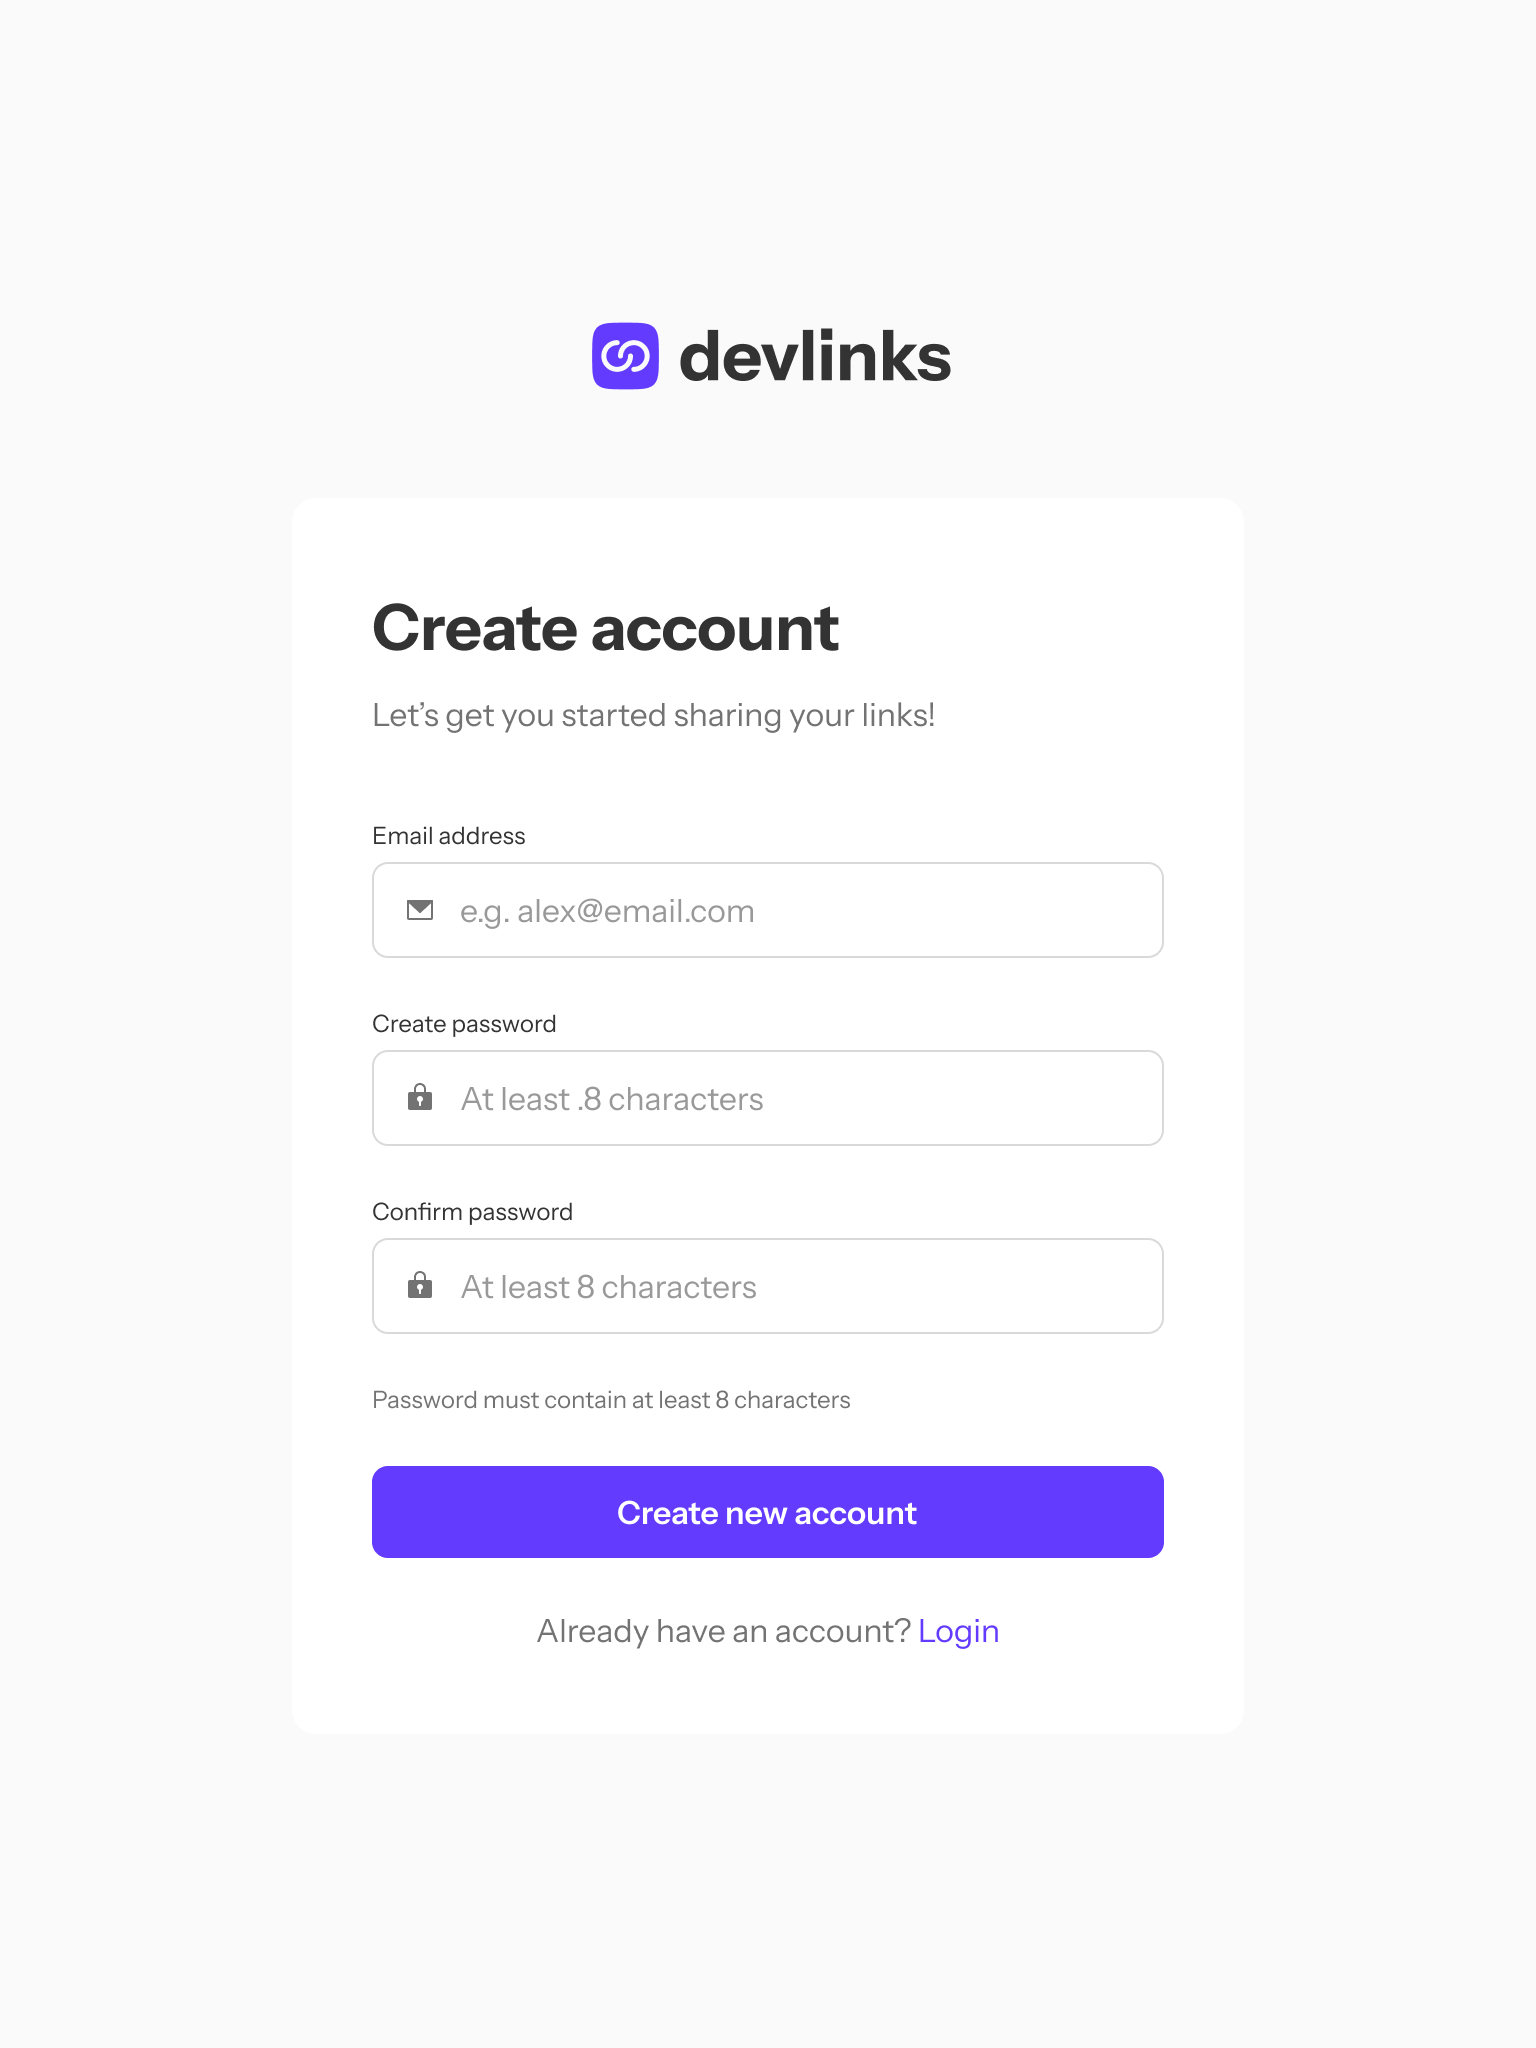 devlinks
Create account
Let’s get you started sharing your links!
Email address
e.g. alex@email.com
Create password
At least .8 characters
Confirm password
At least 8 characters
Password must contain at least 8 characters
Create new account
Already have an account? Login